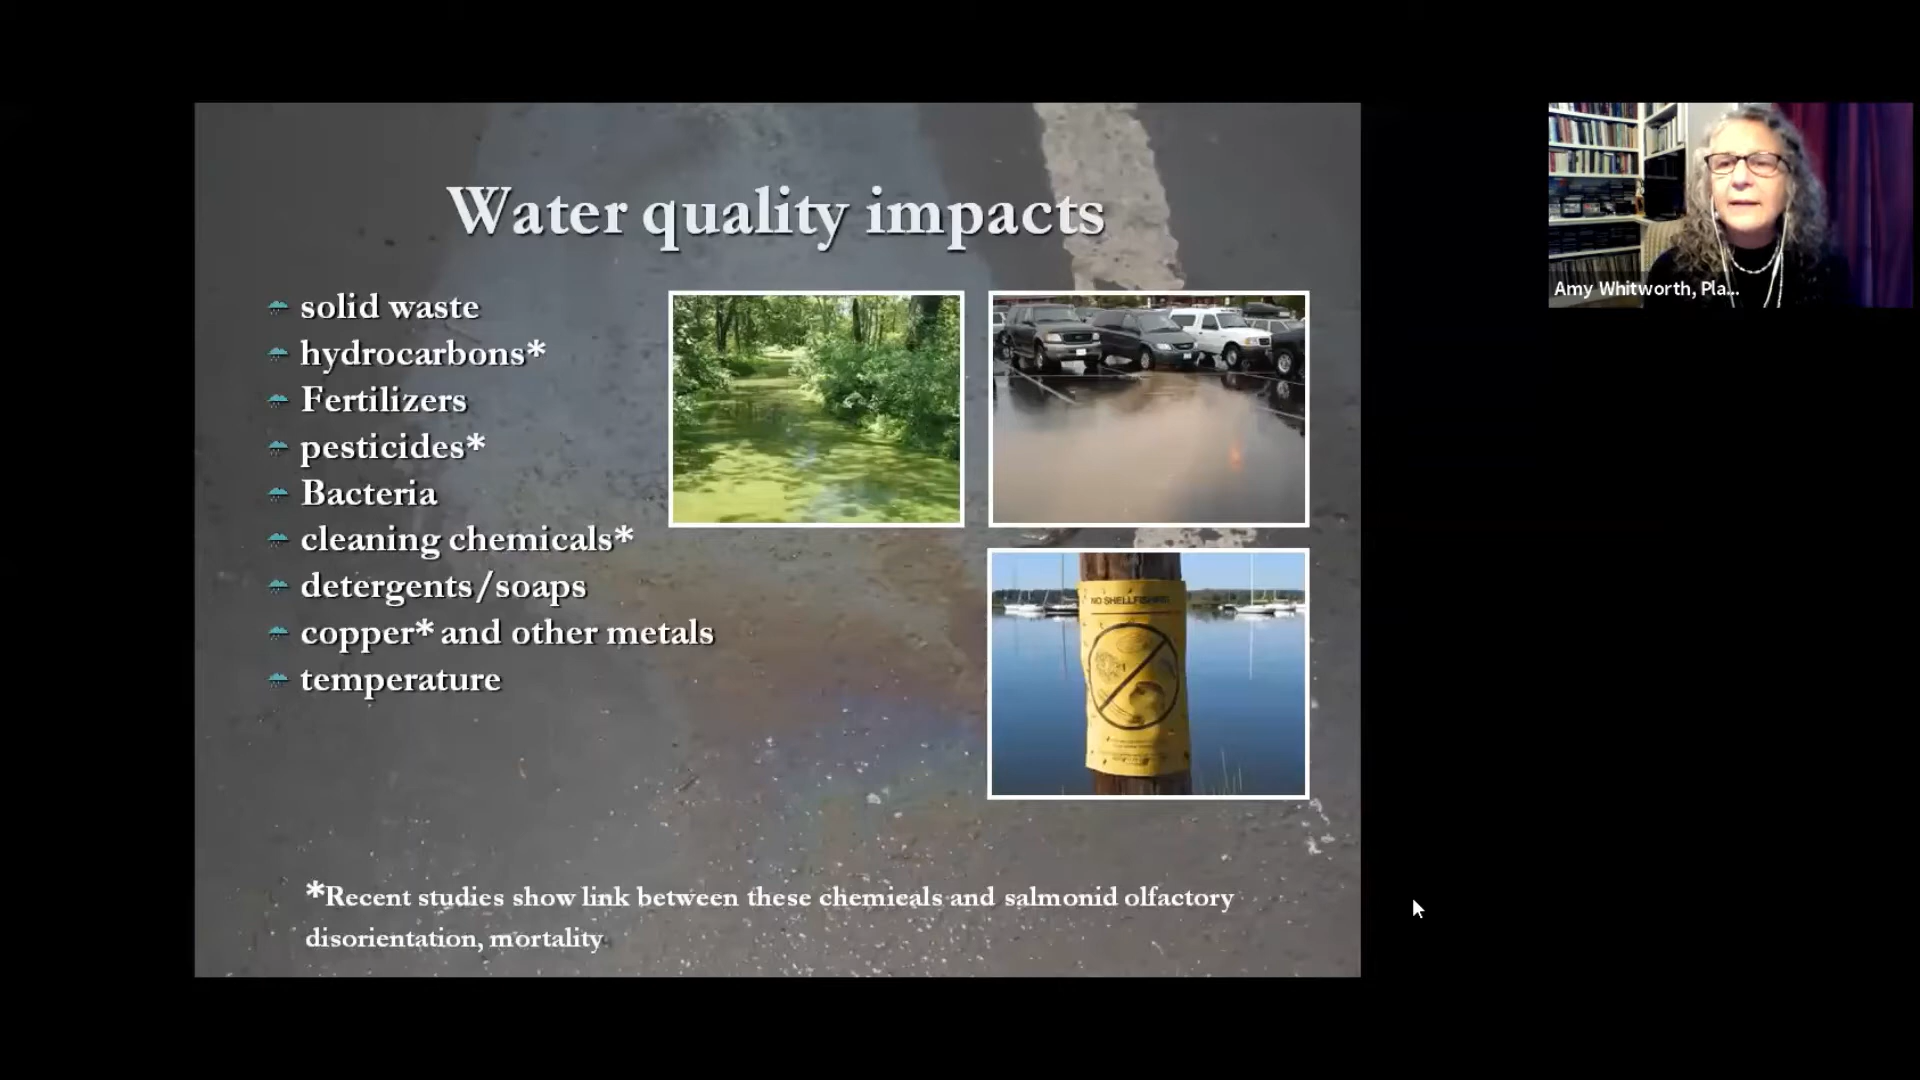 Water quality impacts
solid waste
hydrocarbons*
Fertilizers
pesticides*
Bacteria
cleaning chemicals*
detergents/soaps
copper* and other metals
temperature
NO SHELLFISHING
*Recent studies show link between these chemicals and salmonid olfactory
disorientation, mortality
Amy Whitworth, Pla...